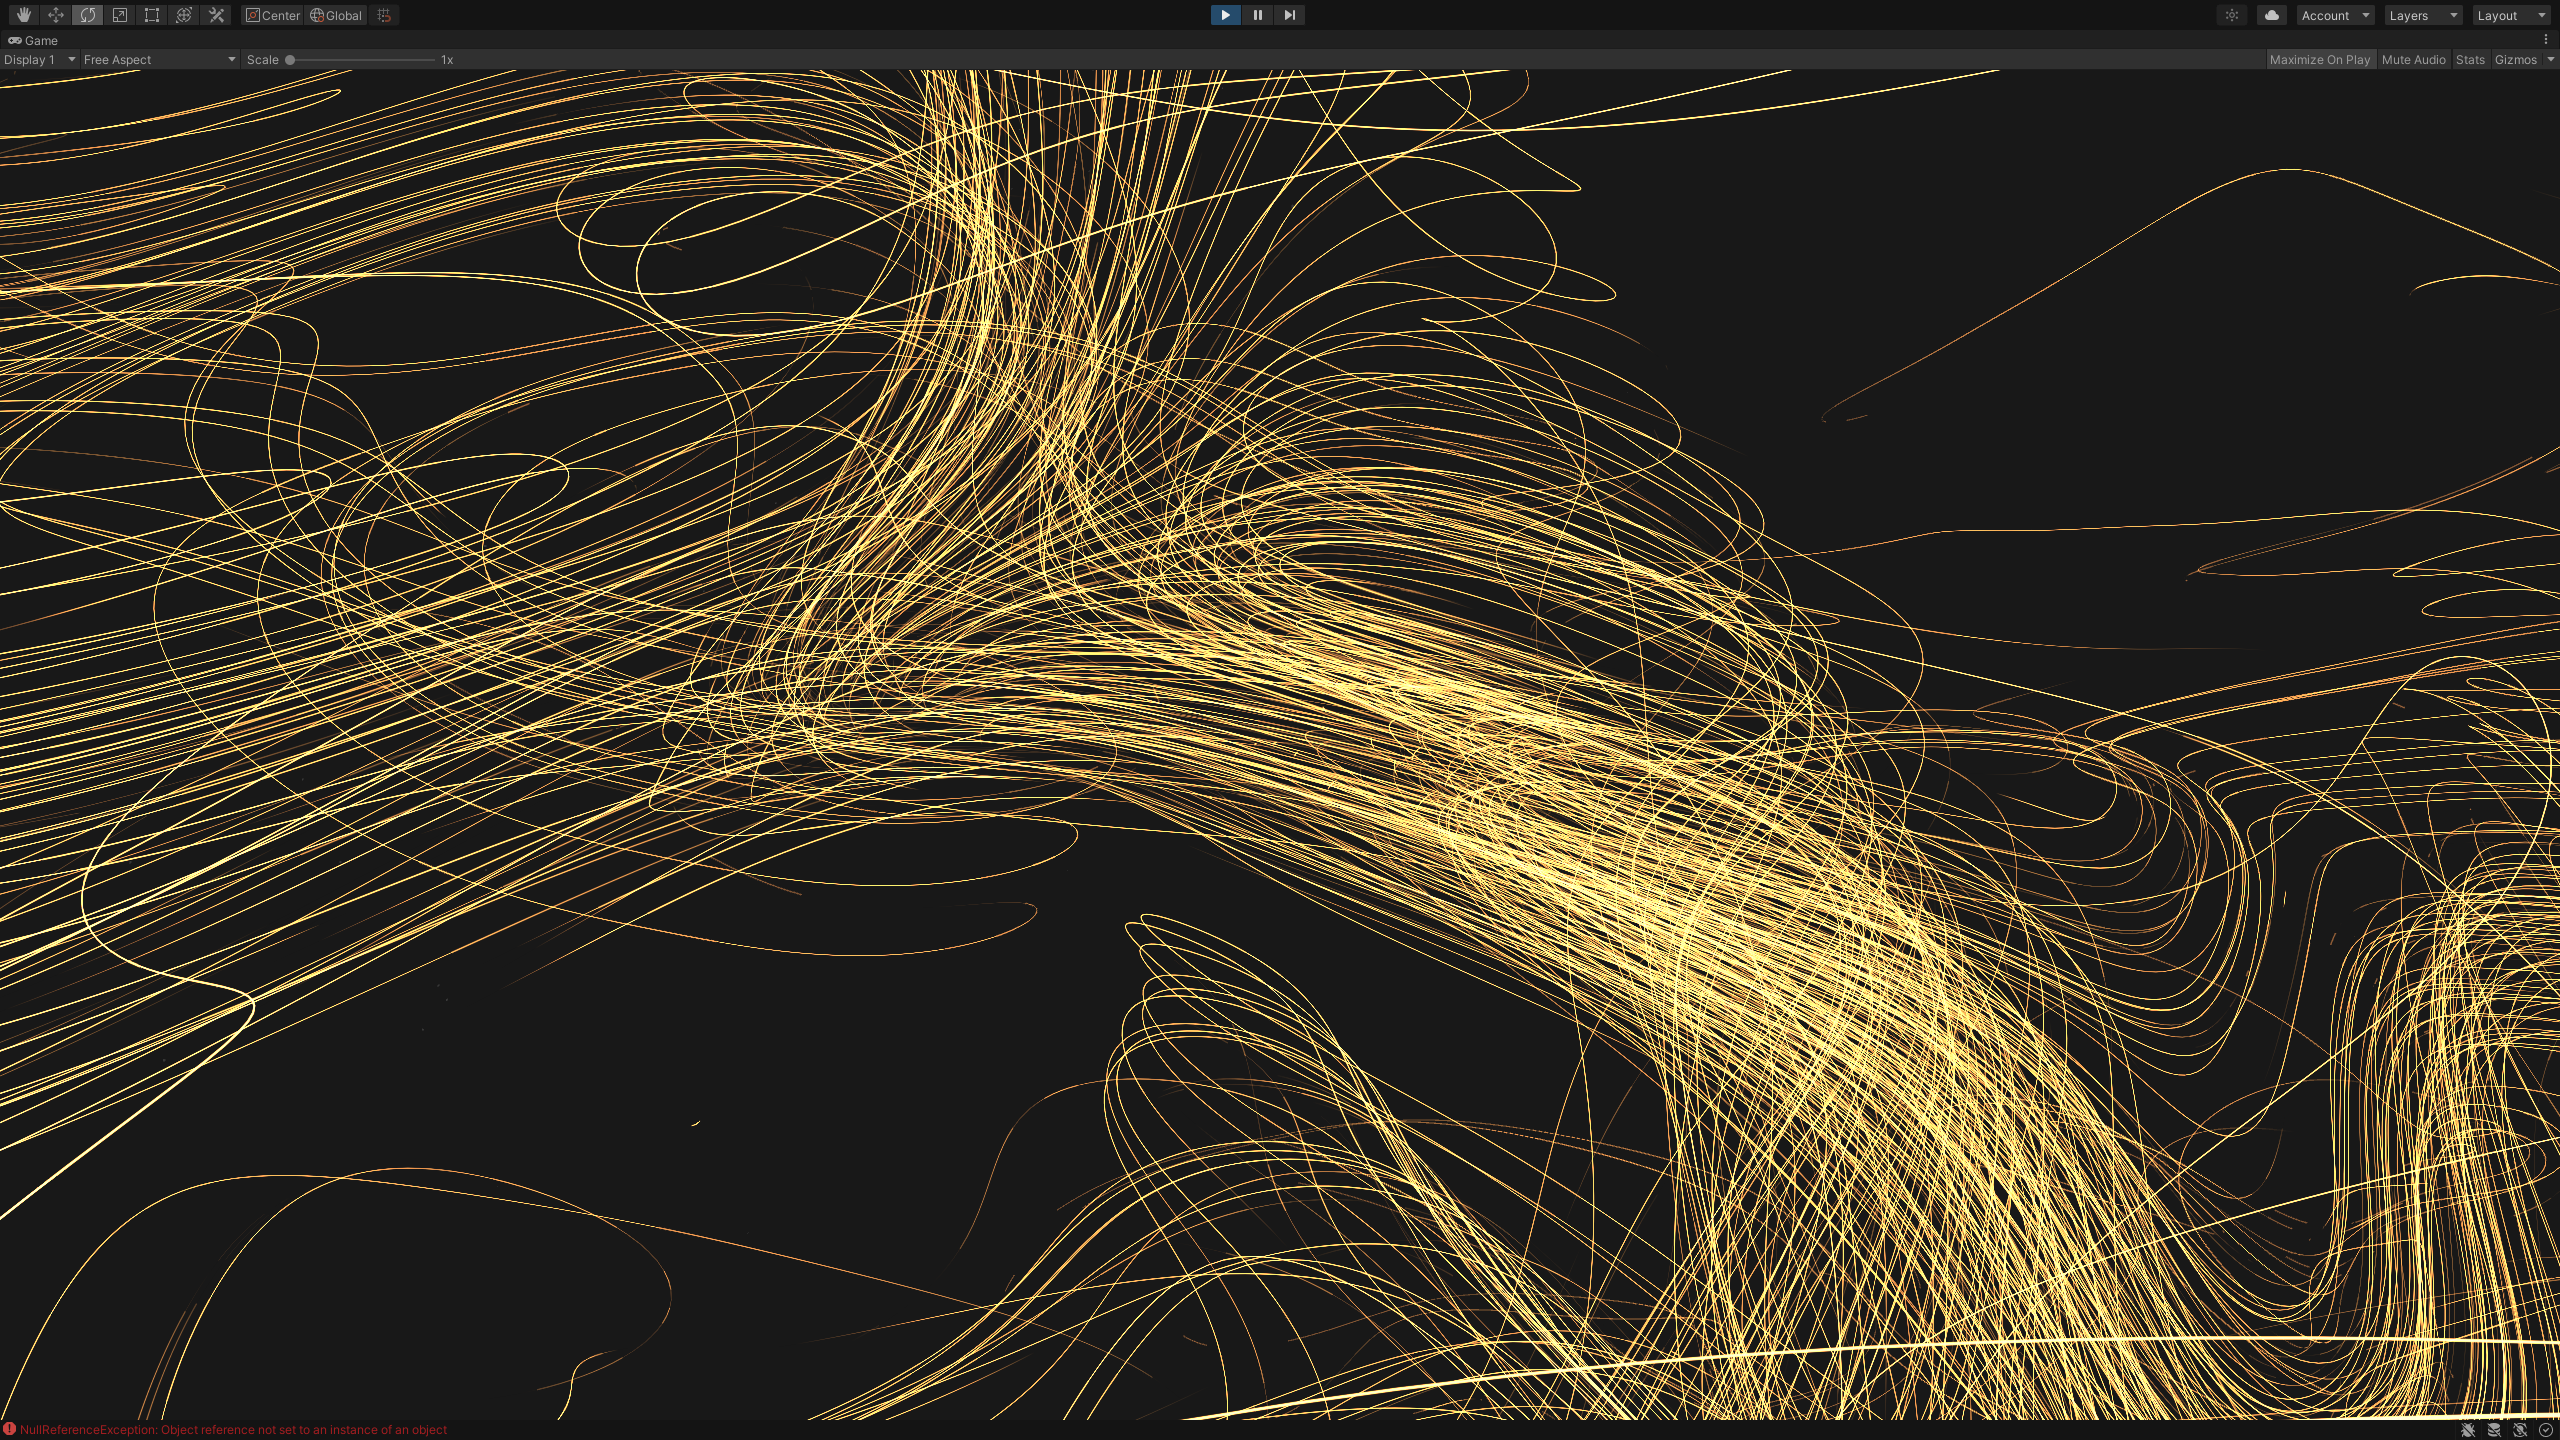 Center Global Account Layers Layout
Game
Display 1 Free Aspect Scale 1x Maximize On Play Mute Audio Stats Gizmos
NullReferenceException: Object reference not set to an instance of an object